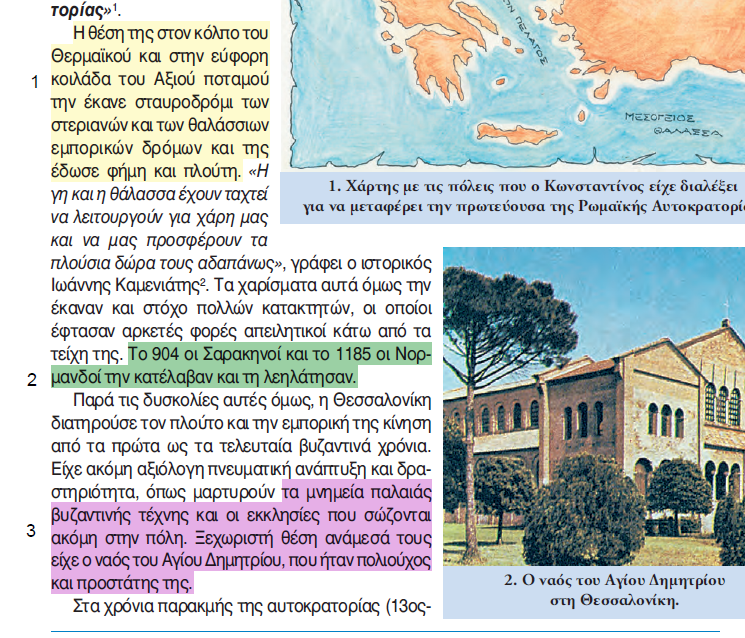 τορίας»¹.
Η θέση της στον κόλπο του
Θερμαϊκού και στην εύφορη
1
κοιλάδα του Αξιού ποταμού
την έκανε σταυροδρόμι των
στεριανών και των θαλάσσιων
εμπορικών δρόμων και της
έδωσε φήμη και πλούτη. «Η
γη και η θάλασσα έχουν ταχτεί
να λειτουργούν για χάρη μας
και να μας προσφέρουν τα
πλούσια δώρα τους αδαπάνως», γράφει ο ιστορικός
Ιωάννης Καμενιάτης². Τα χαρίσματα αυτά όμως την
έκαναν και στόχο πολλών κατακτητών, οι οποίοι
έφτασαν αρκετές φορές απειλητικοί κάτω από τα
τείχη της. Το 904 οι Σαρακηνοί και το 1185 οι Νορ-
2
μανδοί την κατέλαβαν και τη λεηλάτησαν.
Παρά τις δυσκολίες αυτές όμως, η Θεσσαλονίκη
διατηρούσε τον πλούτο και την εμπορική της κίνηση
από τα πρώτα ως τα τελευταία βυζαντινά χρόνια.
Είχε ακόμη αξιόλογη πνευματική ανάπτυξη και δρα-
στηριότητα, όπως μαρτυρούν τα μνημεία παλαιάς
βυζαντινής τέχνης και οι εκκλησίες που σώζονται
3
ακόμη στην πόλη. Ξεχωριστή θέση ανάμεσά τους
είχε ο ναός του Αγίου Δημητρίου, που ήταν πολιούχος
και προστάτης της.
Στα χρόνια παρακμής της αυτοκρατορίας (13ος-
ΠΕΛΑΓΟΣ
ΜΕΣΟΓΕΙΟΣ
ΘΑΛΑΣΣΑ
1. Χάρτης με τις πόλεις που ο Κωνσταντίνος είχε διαλέξει
για να μεταφέρει την πρωτεύουσα της Ρωμαϊκής Αυτοκρατορί
2. Ο ναός του Αγίου Δημητρίου
στη Θεσσαλονίκη.